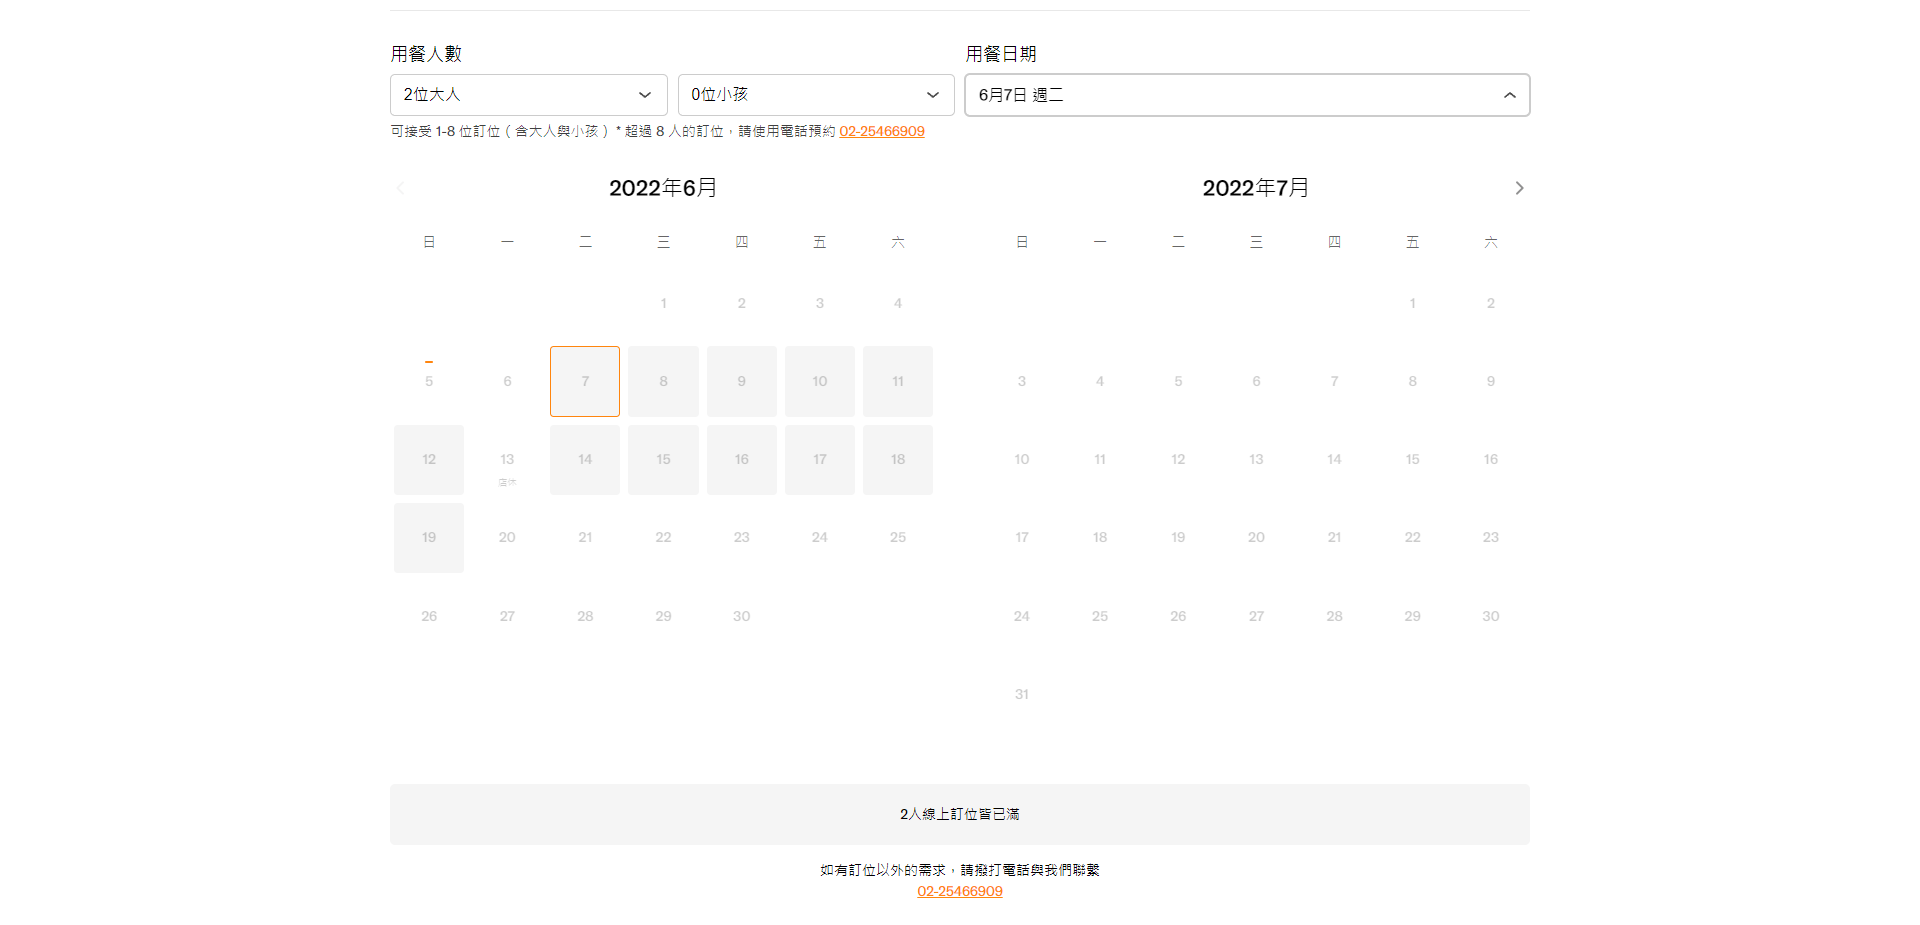 用餐人數
用餐日期
2位大人
0位小孩
6月7日 週二
可接受 1-8 位訂位（含大人與小孩） * 超過 8 人的訂位，請使用電話預約 02-25466909
2022年6月
日 一 二 三 四 五 六
1 2 3 4
5 6 7 8 9 10 11
12 13 14 15 16 17 18
店休
19 20 21 22 23 24 25
26 27 28 29 30
2022年7月
日 一 二 三 四 五 六
1 2
3 4 5 6 7 8 9
10 11 12 13 14 15 16
17 18 19 20 21 22 23
24 25 26 27 28 29 30
31
2人線上訂位皆已滿
如有訂位以外的需求，請撥打電話與我們聯繫
02-25466909